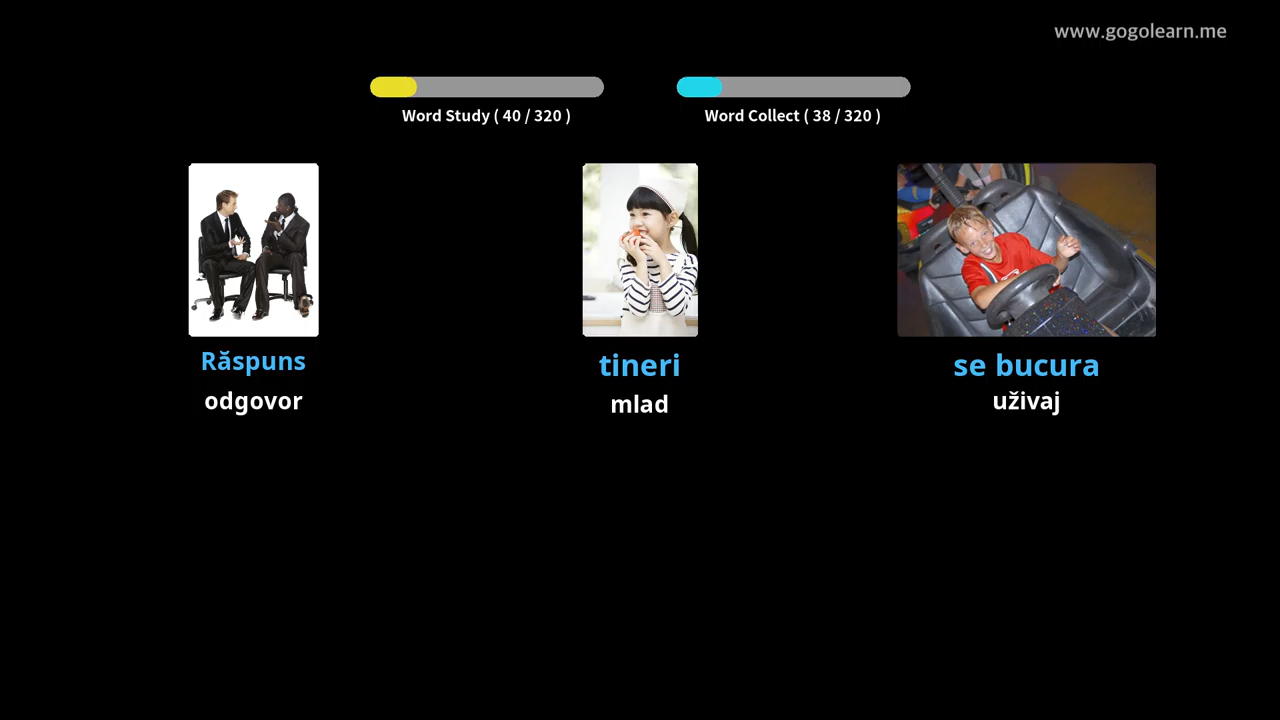 www.gogolearn.me
Word Study ( 40 / 320 )
Word Collect ( 38 / 320 )
Răspuns
odgovor
tineri
mlad
se bucura
uživaj